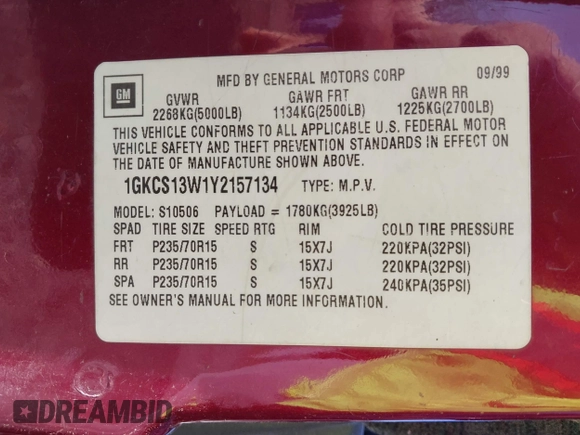 MFD BY GENERAL MOTORS CORP 09/99
GM
GVWR GAWR FRT GAWR RR
2268KG(5000LB) 1134KG(2500LB) 1225KG(2700LB)
THIS VEHICLE CONFORMS TO ALL APPLICABLE U.S. FEDERAL MOTOR
VEHICLE SAFETY AND THEFT PREVENTION STANDARDS IN EFFECT ON
THE DATE OF MANUFACTURE SHOWN ABOVE.
1GKCS13W1Y2157134 TYPE: M.P.V.
MODEL: S10506 PAYLOAD = 1780KG(3925LB)
SPAD TIRE SIZE SPEED RTG RIM COLD TIRE PRESSURE
FRT P235/70R15 S 15X7J 220KPA(32PSI)
RR P235/70R15 S 15X7J 220KPA(32PSI)
SPA P235/70R15 S 15X7J 240KPA(35PSI)
SEE OWNER'S MANUAL FOR MORE INFORMATION.
DREAMBID